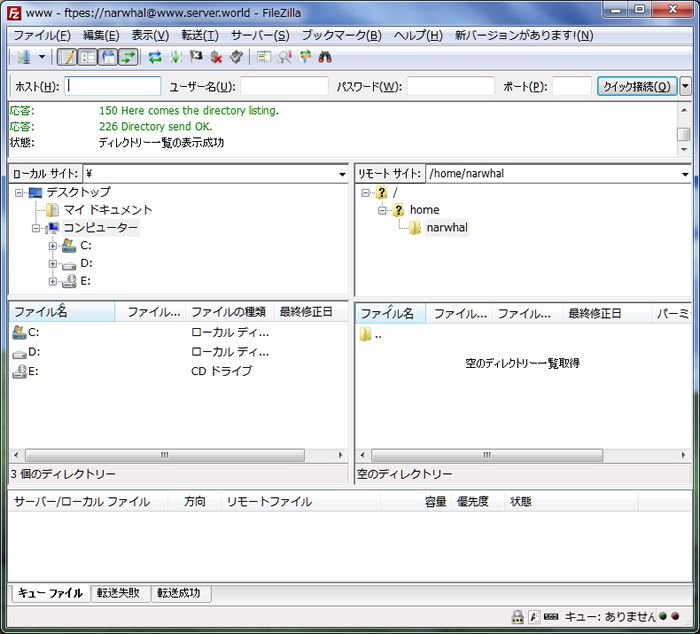 www - ftpes://narwhal@www.server.world - FileZilla
ファイル(F) 編集(E) 表示(V) 転送(T) サーバー(S) ブックマーク(B) ヘルプ(H) 新バージョンがあります!(N)
ホスト(H): ユーザー名(U): パスワード(W): ポート(P): クイック接続(Q)
応答: 150 Here comes the directory listing.
応答: 226 Directory send OK.
状態: ディレクトリー一覧の表示成功
ローカル サイト: ¥
デスクトップ
マイ ドキュメント
コンピューター
C:
D:
E:
リモート サイト: /home/narwhal
/
home
narwhal
ファイル名 ファイル... ファイルの種類 最終修正日
C: ローカル ディ...
D: ローカル ディ...
E: CD ドライブ
3 個のディレクトリー
ファイル名 ファイル... ファイル... 最終修正日 パーミ
..
空のディレクトリー一覧取得
空のディレクトリー
サーバー/ローカル ファイル 方向 リモートファイル 容量 優先度 状態
キュー ファイル 転送失敗 転送成功
キュー: ありません